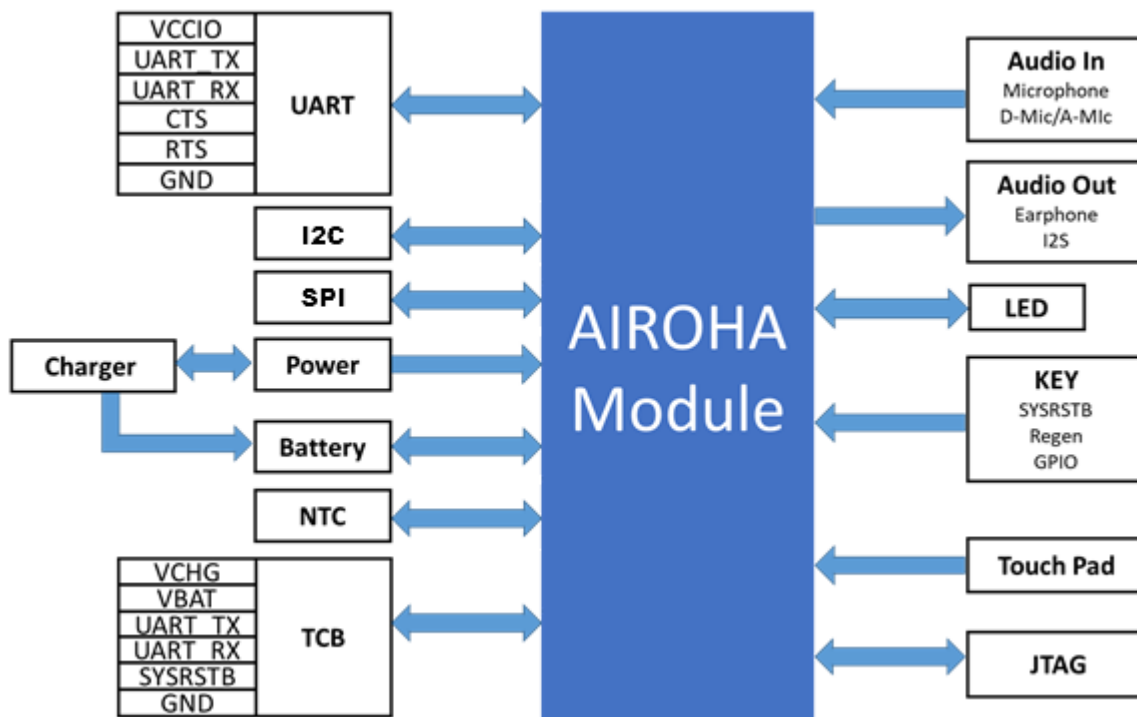 VCCIO
UART_TX
UART_RX
CTS
RTS
GND
UART
I2C
SPI
Charger
Power
Battery
NTC
VCHG
VBAT
UART_TX
UART_RX
SYSRSTB
GND
TCB
AIROHA
Module
Audio In
Microphone
D-Mic/A-MIc
Audio Out
Earphone
I2S
LED
KEY
SYSRSTB
Regen
GPIO
Touch Pad
JTAG